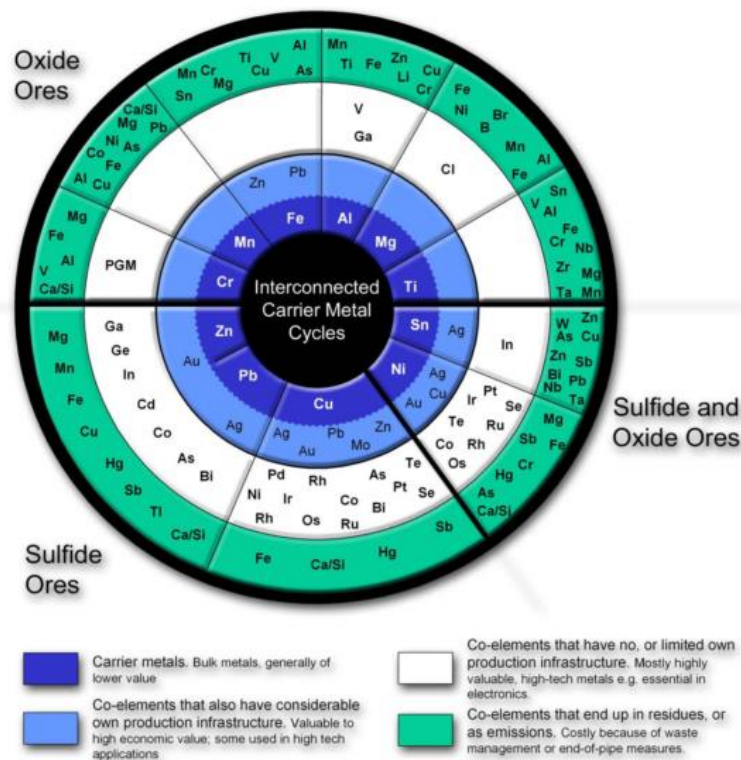 Oxide
Ores
Sulfide and
Oxide Ores
Sulfide
Ores
Interconnected
Carrier Metal
Cycles
Fe
Al
Mg
Ti
Sn
Ni
Cu
Pb
Zn
Cr
Mn
Zn Pb
Ag
Ag
Au Cu
Ag Au Pb Mo Zn
Au
Ag
V
Ga
Cl
In
Ir Pt Se
Te Ru
Co Rh
Os
Pd Rh As Te
Ni Ir Co Bi Pt Se
Rh Os Ru
Ga
Ge
In
Cd
Co
As
Bi
PGM
Mn Cr Ti V Al
Sn Mg Cu As
Mn Ti Fe Zn Cu
Li Cr
Fe Br
Ni B
Mn Al
Fe
Sn
V Al
Fe
Cr Nb
Zr Mg
Ta Mn
W Zn
As Cu
Zn Sb
Bi Pb
Nb Ta
Mg
Sb Fe
Cr
Hg
As
Ca/Si
Fe Ca/Si Hg Sb
Mg
Mn
Fe
Cu
Hg
Sb
Tl
Ca/Si
Mg
Fe
V Al
Ca/Si
Ca/Si
Mg Pb
Ni As
Co Fe
Al Cu
Carrier metals. Bulk metals, generally of
lower value
Co-elements that also have considerable
own production infrastructure. Valuable to
high economic value; some used in high tech
applications
Co-elements that have no, or limited own
production infrastructure. Mostly highly
valuable, high-tech metals e.g. essential in
electronics.
Co-elements that end up in residues, or
as emissions. Costly because of waste
management or end-of-pipe measures.